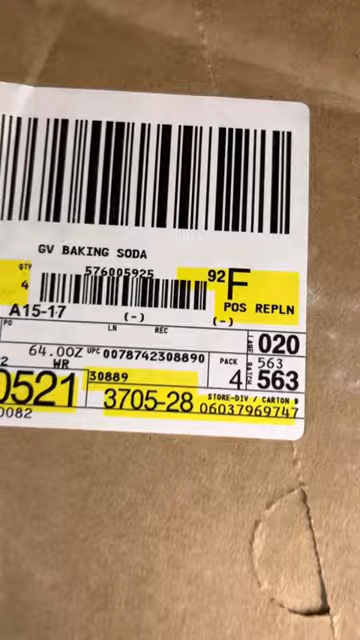 GV BAKING SODA
QTY
4
576005925
92 F
POS REPLN
A15-17 (-) (-)
PO LN REC
020
64.00Z UPC 0078742308890
PACK 563
WR
4 563
0521 30889
3705-28 STORE-DIV / CARTON #
0082 06037969747